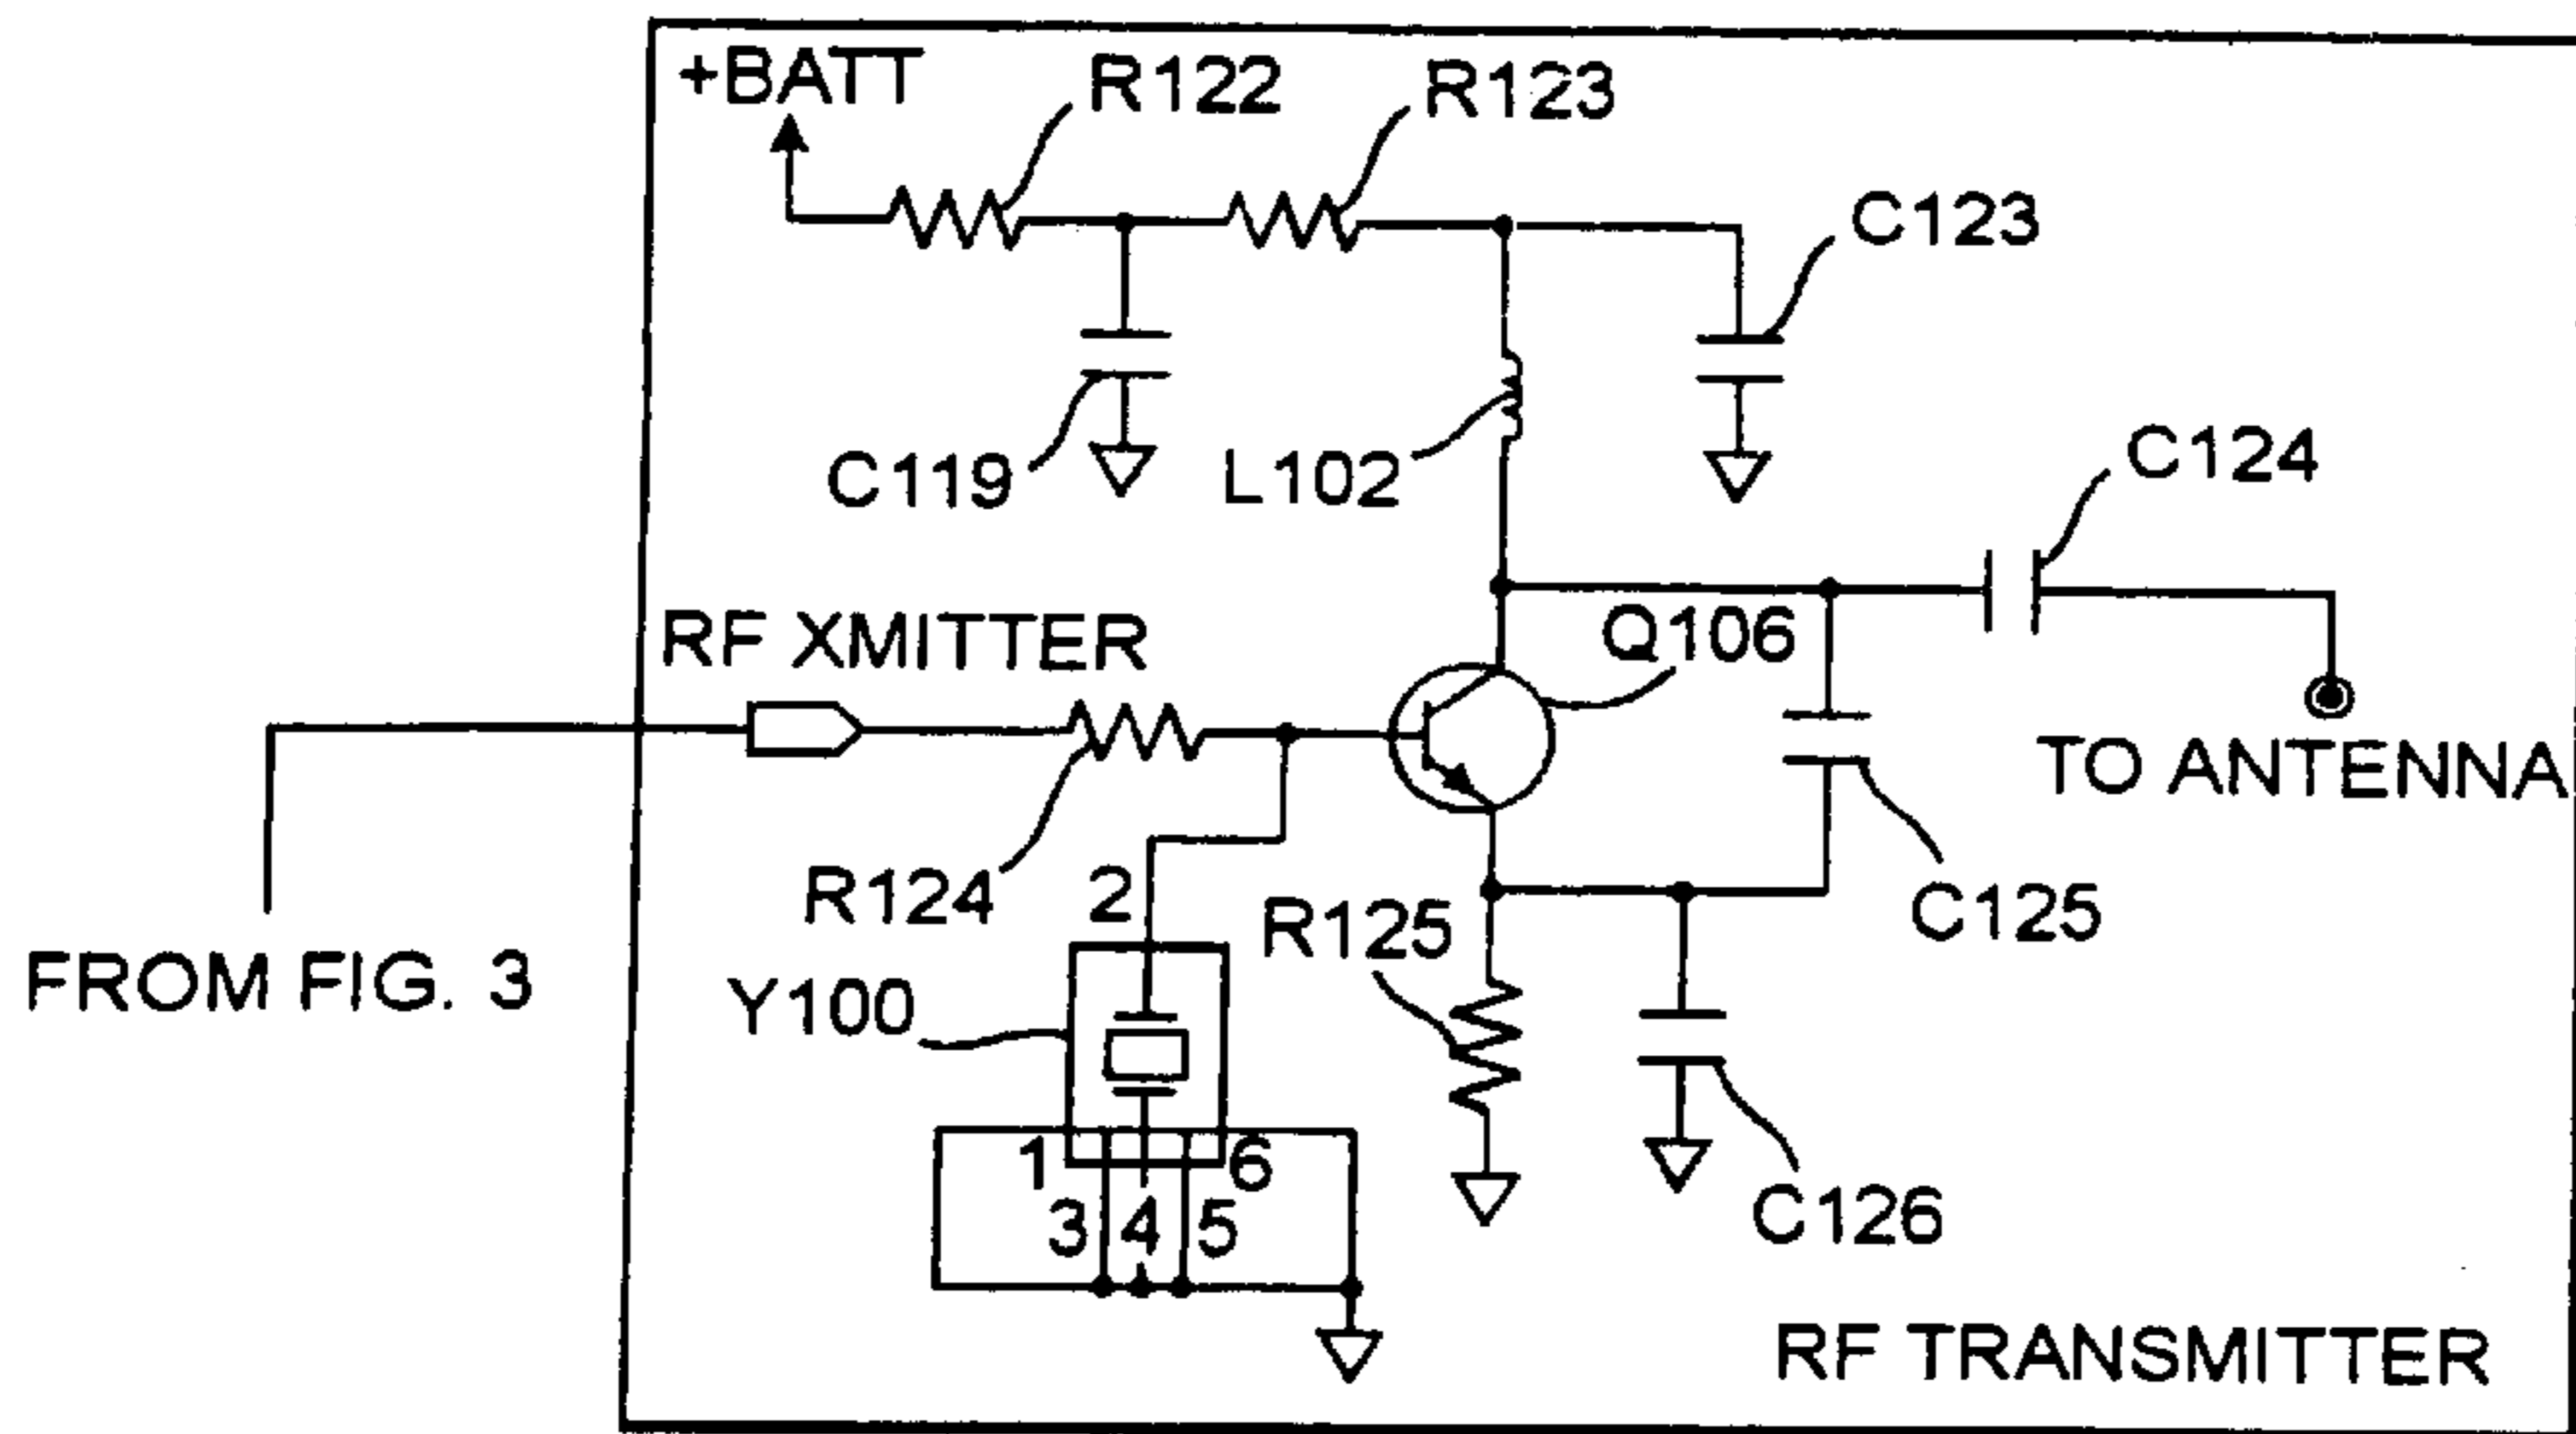 +BATT
R122
R123
C123
C119
L102
C124
RF XMITTER
Q106
TO ANTENNA
R124
2
R125
C125
FROM FIG. 3
Y100
1
6
3
4
5
C126
RF TRANSMITTER